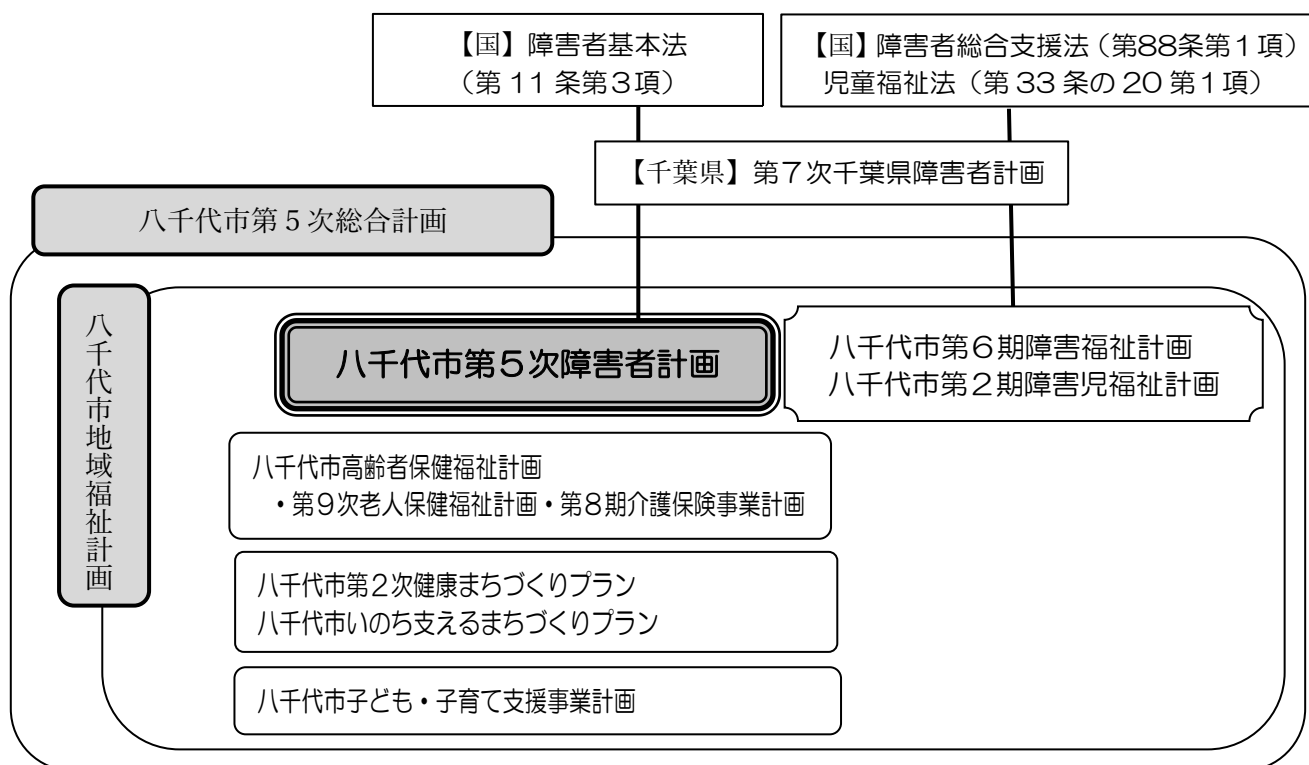 【国】障害者基本法
（第11条第３項）
【国】障害者総合支援法（第88条第１項）
児童福祉法（第33条の20第１項）
【千葉県】第７次千葉県障害者計画
八千代市第５次総合計画
八千代市地域福祉計画
八千代市第５次障害者計画
八千代市第６期障害福祉計画
八千代市第２期障害児福祉計画
八千代市高齢者保健福祉計画
・第９次老人保健福祉計画・第８期介護保険事業計画
八千代市第２次健康まちづくりプラン
八千代市いのち支えるまちづくりプラン
八千代市子ども・子育て支援事業計画